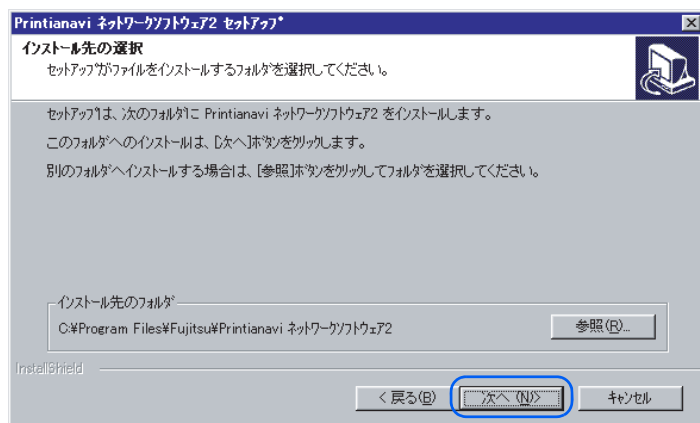 Printianavi ネットワークソフトウェア2 セットアップ
インストール先の選択
セットアップがファイルをインストールするフォルダを選択してください。
セットアップは、次のフォルダに Printianavi ネットワークソフトウェア2 をインストールします。
このフォルダへのインストールは、[次へ]ボタンをクリックします。
別のフォルダへインストールする場合は、[参照]ボタンをクリックしてフォルダを選択してください。
インストール先のフォルダ
C:¥Program Files¥Fujitsu¥Printianavi ネットワークソフトウェア2
参照(R)...
InstallShield
< 戻る(B)
次へ (N)>
キャンセル